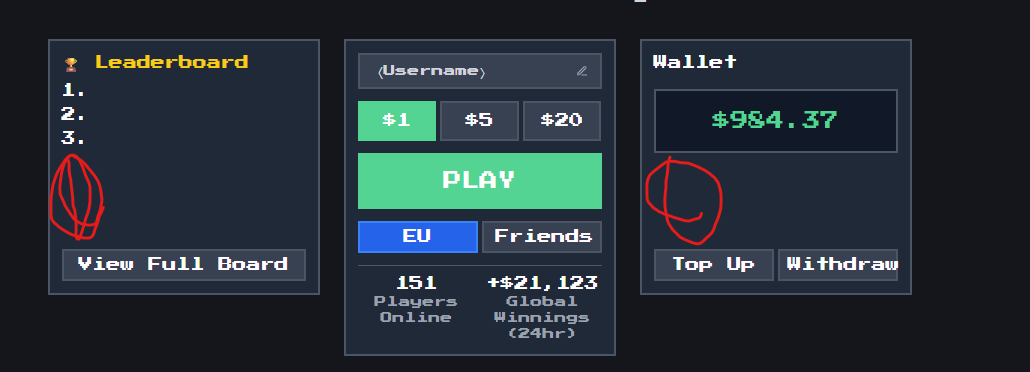 Leaderboard
1.
2.
3.
View Full Board
(Username)
$1 $5 $20
PLAY
EU Friends
151 +$21,123
Players Global
Online Winnings
(24hr)
Wallet
$984.37
Top Up Withdraw